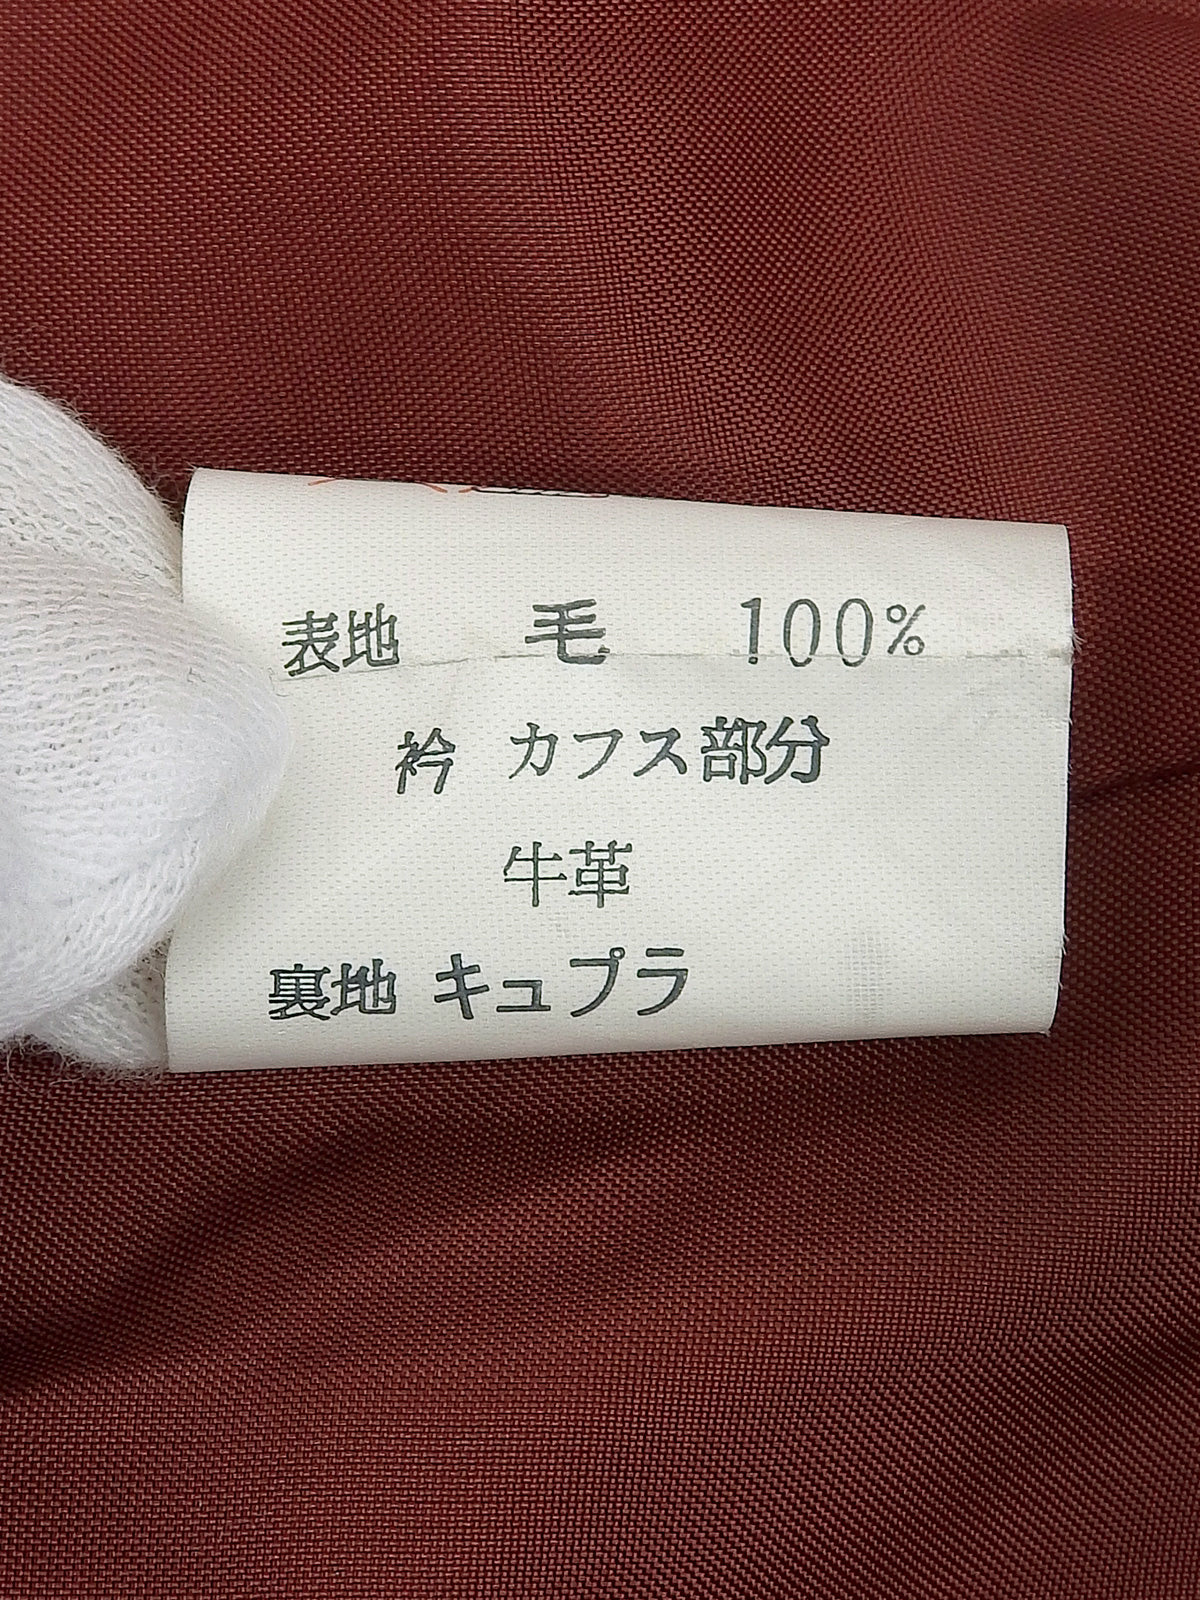 表地 毛 100%
衿 カフス部分
牛革
裏地 キュプラ